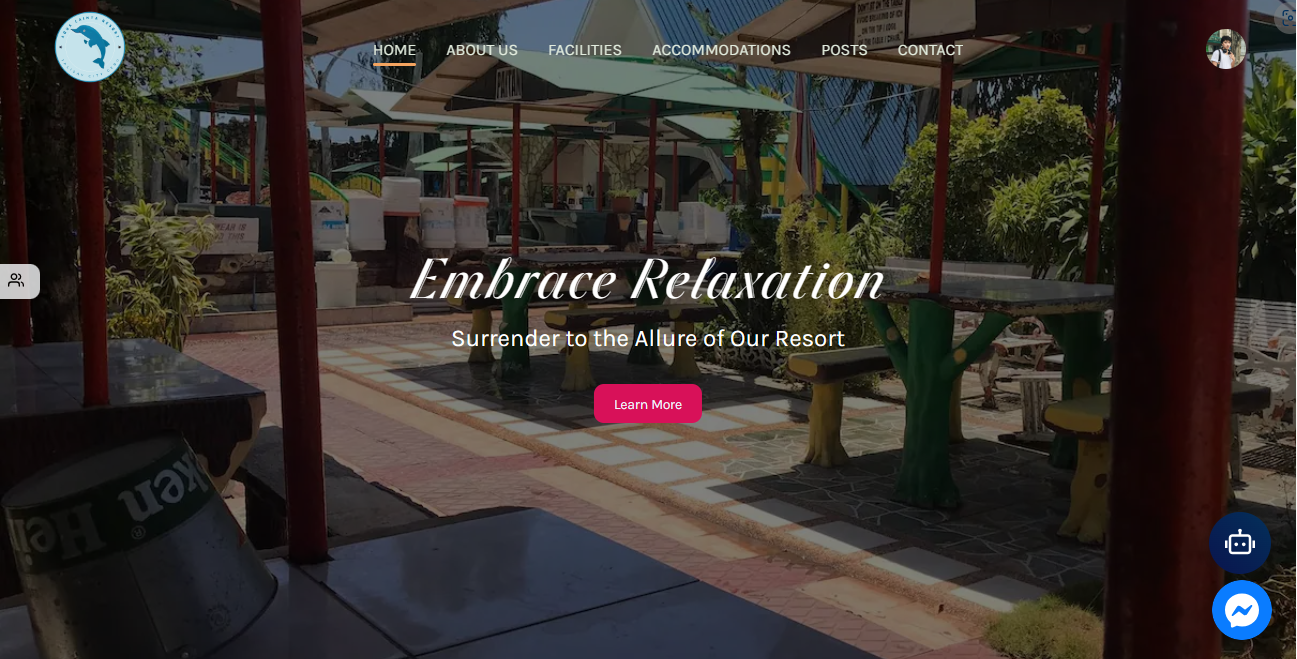 HOME
ABOUT US
FACILITIES
ACCOMMODATIONS
POSTS
CONTACT
Embrace Relaxation
Surrender to the Allure of Our Resort
Learn More